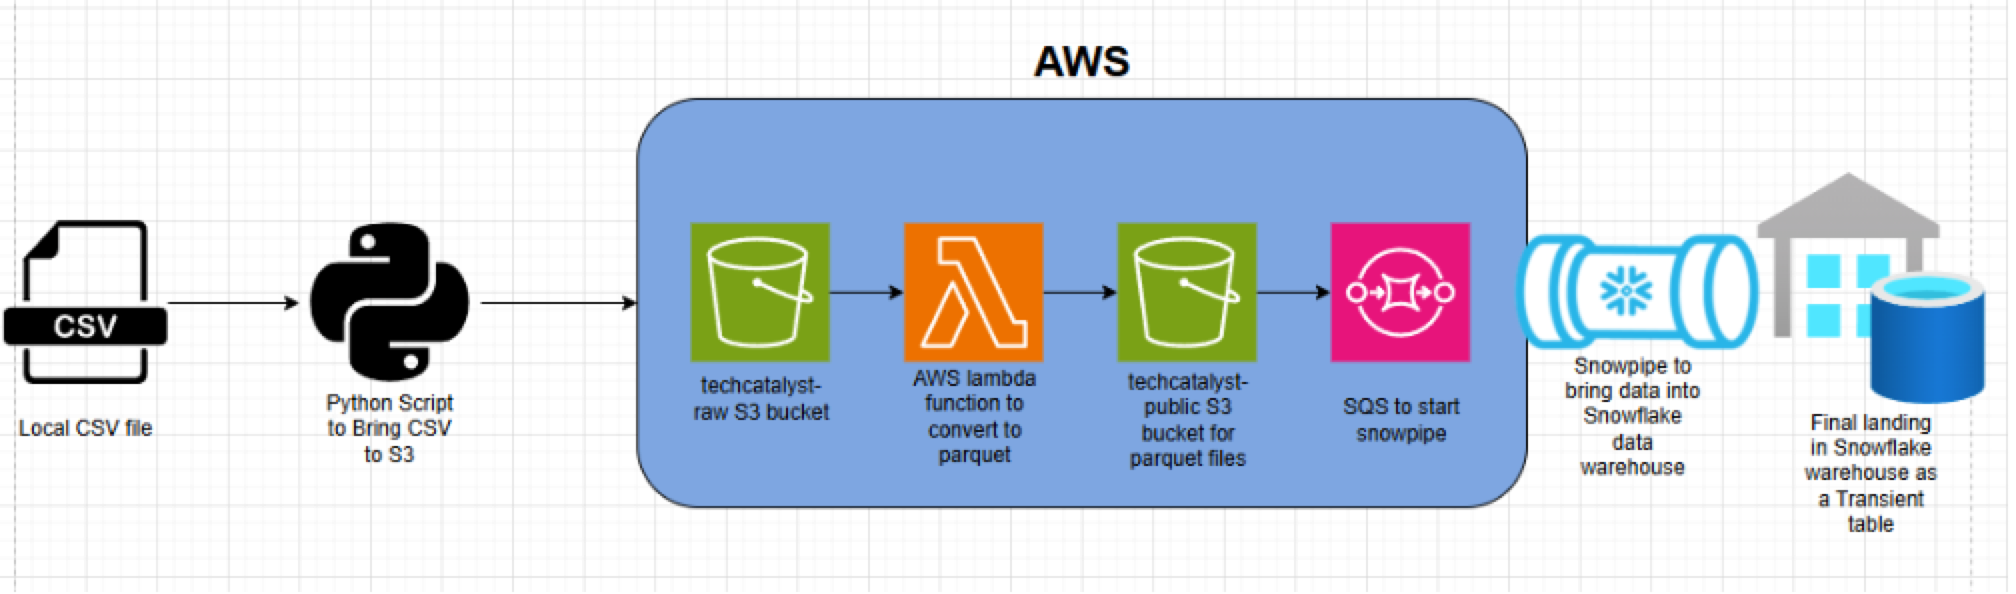 AWS
CSV
Local CSV file
Python Script
to Bring CSV
to S3
techcatalyst-
raw S3 bucket
AWS lambda
function to
convert to
parquet
techcatalyst-
public S3
bucket for
parquet files
SQS to start
snowpipe
Snowpipe to
bring data into
Snowflake
data
warehouse
Final landing
in Snowflake
warehouse as
a Transient
table